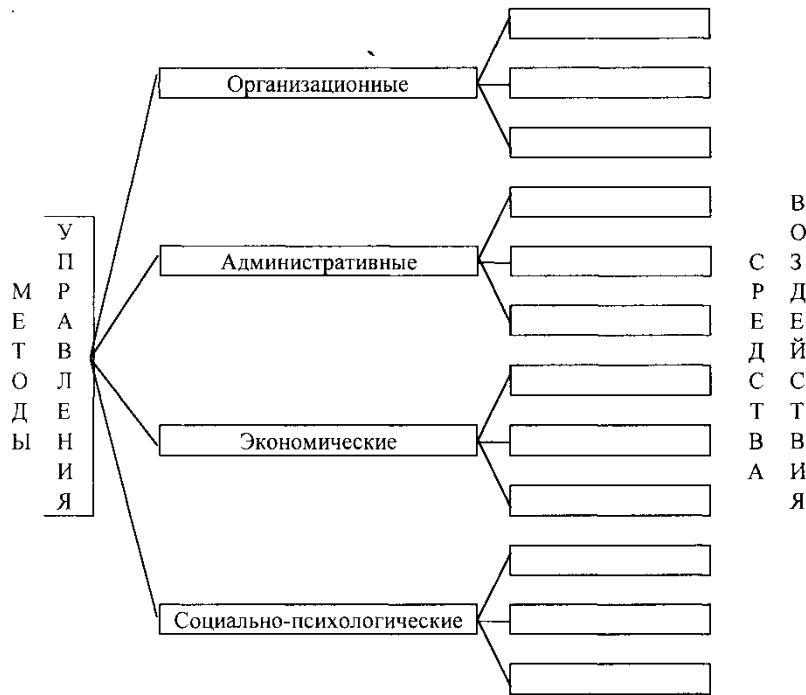 МЕТОДЫ
УПРАВЛЕНИЯ
Организационные
Административные
Экономические
Социально-психологические
СРЕДСТВА
ВОЗДЕЙСТВИЯ